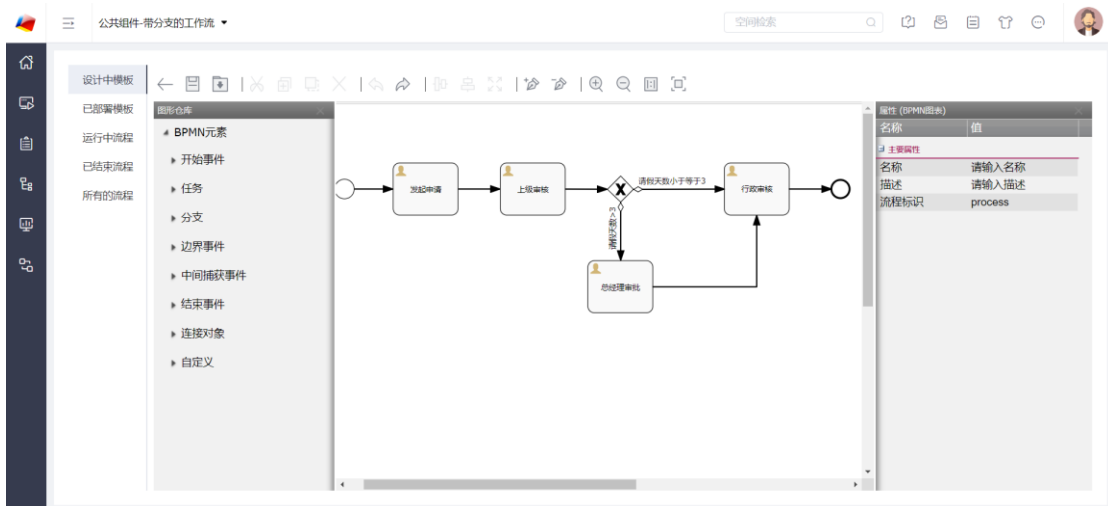 公共组件-带分支的工作流
空间检索
设计中模板
已部署模板
运行中流程
已结束流程
所有的流程
图形仓库
BPMN元素
开始事件
任务
分支
边界事件
中间捕获事件
结束事件
连接对象
自定义
发起申请
上级审核
请假天数小于等于3
行政审核
请假天数>3
总经理审批
属性 (BPMN图表)
名称 值
主要属性
名称 请输入名称
描述 请输入描述
流程标识 process